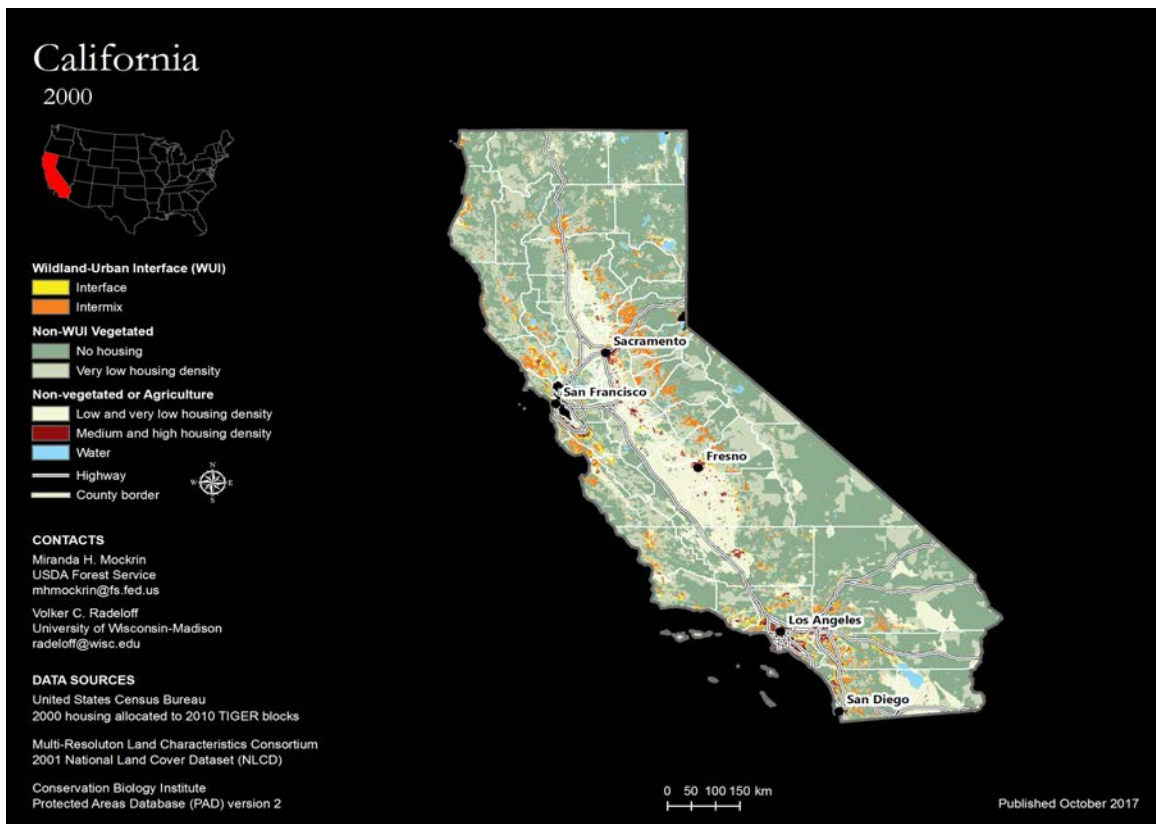 California
2000
Wildland-Urban Interface (WUI)
Interface
Intermix
Non-WUI Vegetated
No housing
Very low housing density
Non-vegetated or Agriculture
Low and very low housing density
Medium and high housing density
Water
Highway
County border
N
W E
S
CONTACTS
Miranda H. Mockrin
USDA Forest Service
mhmockrin@fs.fed.us
Volker C. Radeloff
University of Wisconsin-Madison
radeloff@wisc.edu
DATA SOURCES
United States Census Bureau
2000 housing allocated to 2010 TIGER blocks
Multi-Resoluton Land Characteristics Consortium
2001 National Land Cover Dataset (NLCD)
Conservation Biology Institute
Protected Areas Database (PAD) version 2
Sacramento
San Francisco
Fresno
Los Angeles
San Diego
0 50 100 150 km
Published October 2017